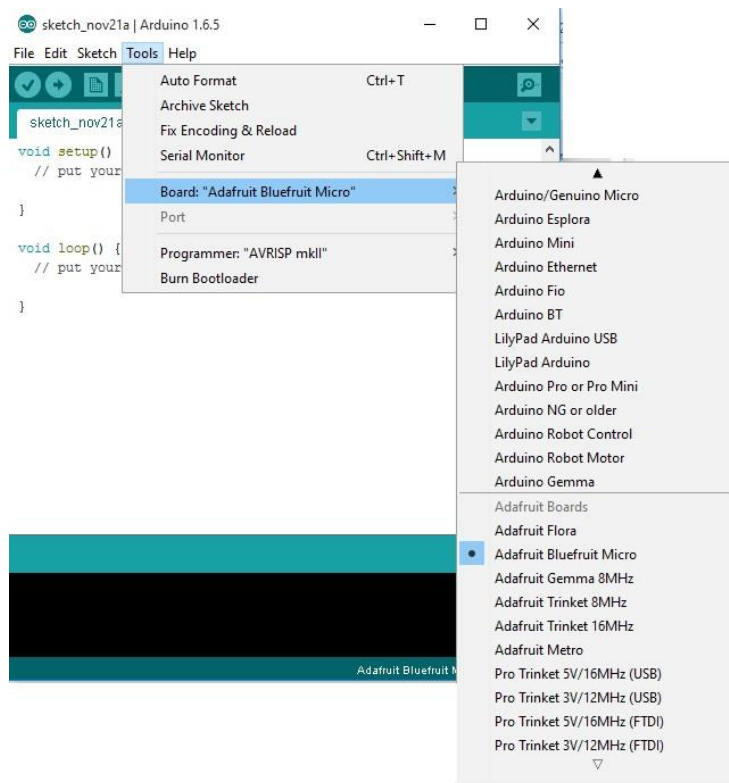 sketch_nov21a | Arduino 1.6.5
File Edit Sketch Tools Help
sketch_nov21a
void setup()
// put your
}
void loop() {
// put your
}
Auto Format Ctrl+T
Archive Sketch
Fix Encoding & Reload
Serial Monitor Ctrl+Shift+M
Board: "Adafruit Bluefruit Micro"
Port
Programmer: "AVRISP mkII"
Burn Bootloader
Arduino/Genuino Micro
Arduino Esplora
Arduino Mini
Arduino Ethernet
Arduino Fio
Arduino BT
LilyPad Arduino USB
LilyPad Arduino
Arduino Pro or Pro Mini
Arduino NG or older
Arduino Robot Control
Arduino Robot Motor
Arduino Gemma
Adafruit Boards
Adafruit Flora
Adafruit Bluefruit Micro
Adafruit Gemma 8MHz
Adafruit Trinket 8MHz
Adafruit Trinket 16MHz
Adafruit Metro
Pro Trinket 5V/16MHz (USB)
Pro Trinket 3V/12MHz (USB)
Pro Trinket 5V/16MHz (FTDI)
Pro Trinket 3V/12MHz (FTDI)
Adafruit Bluefruit